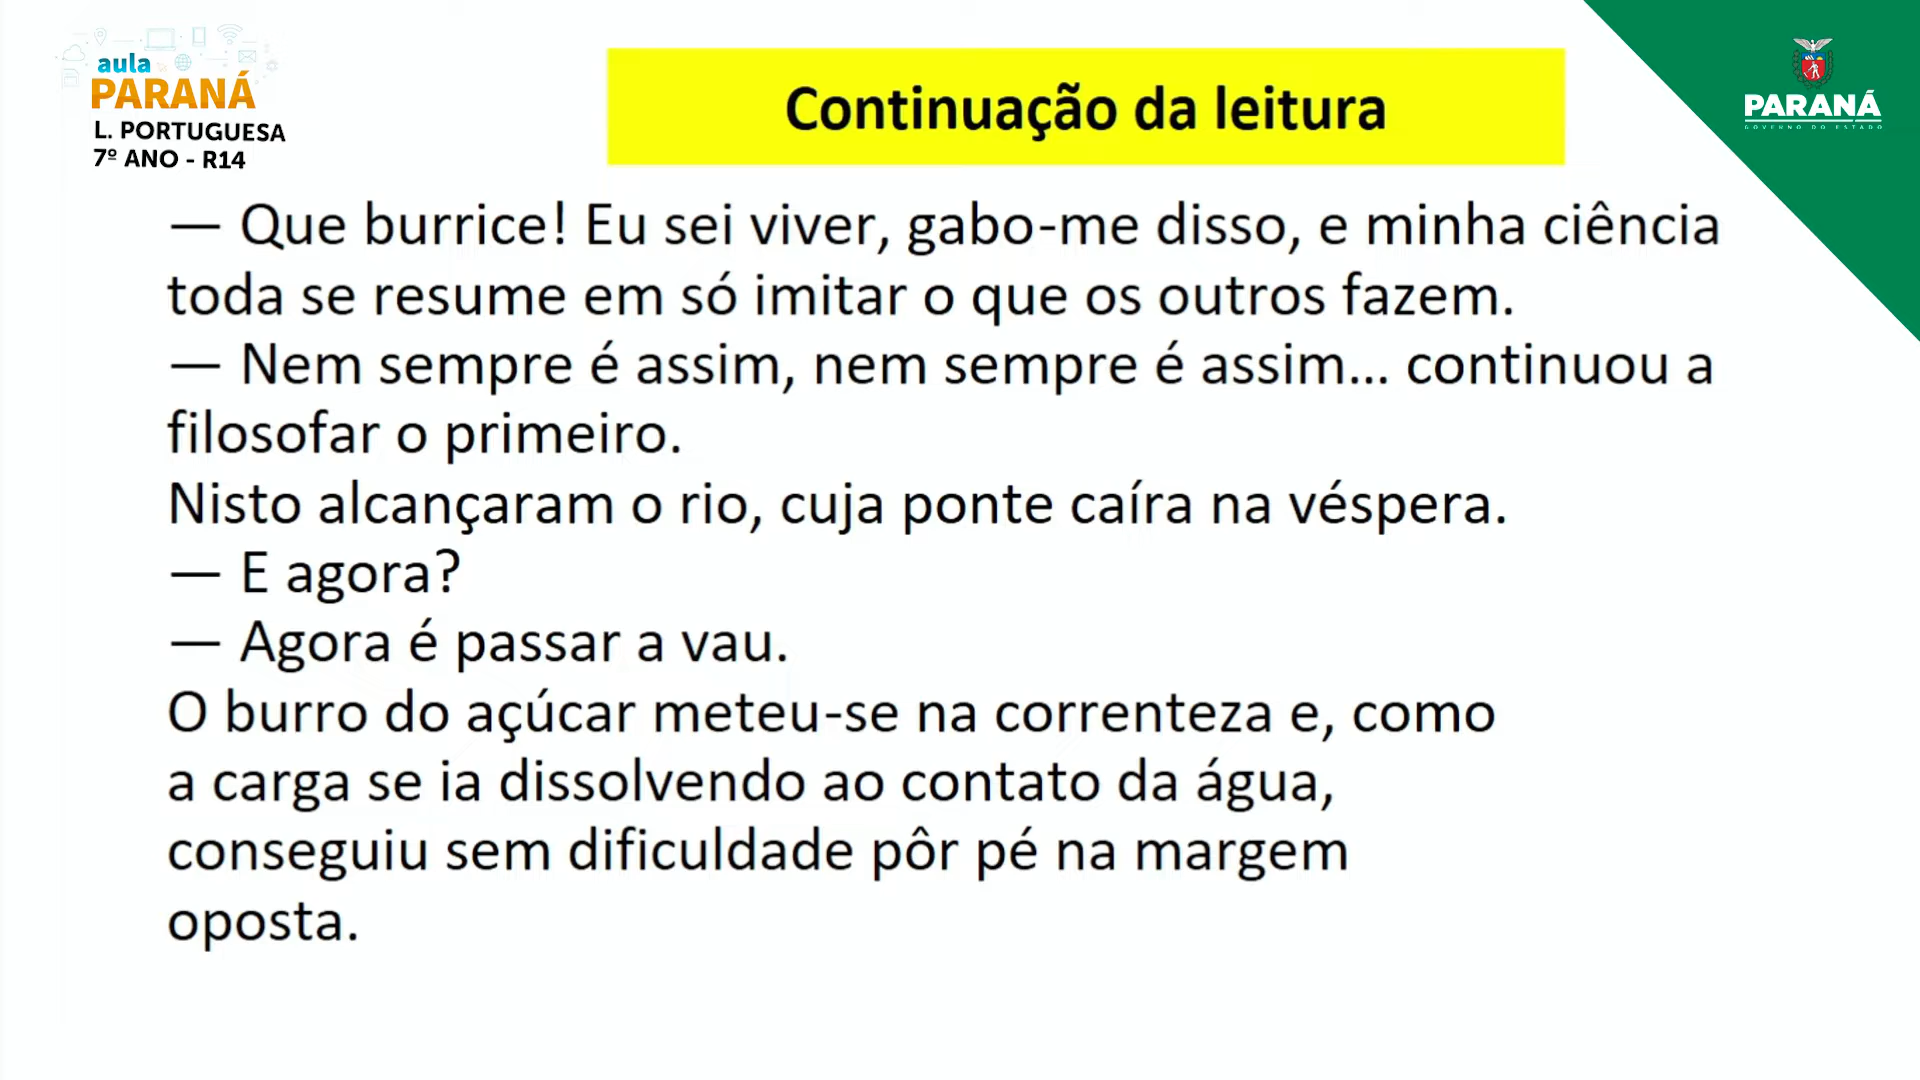 aula
PARANÁ
L. PORTUGUESA
7º ANO - R14
Continuação da leitura
PARANÁ
GOVERNO DO ESTADO
— Que burrice! Eu sei viver, gabo-me disso, e minha ciência
toda se resume em só imitar o que os outros fazem.
— Nem sempre é assim, nem sempre é assim... continuou a
filosofar o primeiro.
Nisto alcançaram o rio, cuja ponte caíra na véspera.
— E agora?
— Agora é passar a vau.
O burro do açúcar meteu-se na correnteza e, como
a carga se ia dissolvendo ao contato da água,
conseguiu sem dificuldade pôr pé na margem
oposta.